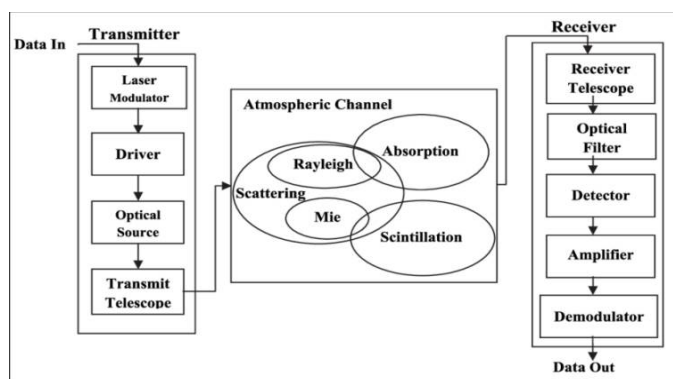 Transmitter
Data In
Laser
Modulator
Driver
Optical
Source
Transmit
Telescope
Atmospheric Channel
Absorption
Rayleigh
Scattering
Mie
Scintillation
Receiver
Receiver
Telescope
Optical
Filter
Detector
Amplifier
Demodulator
Data Out